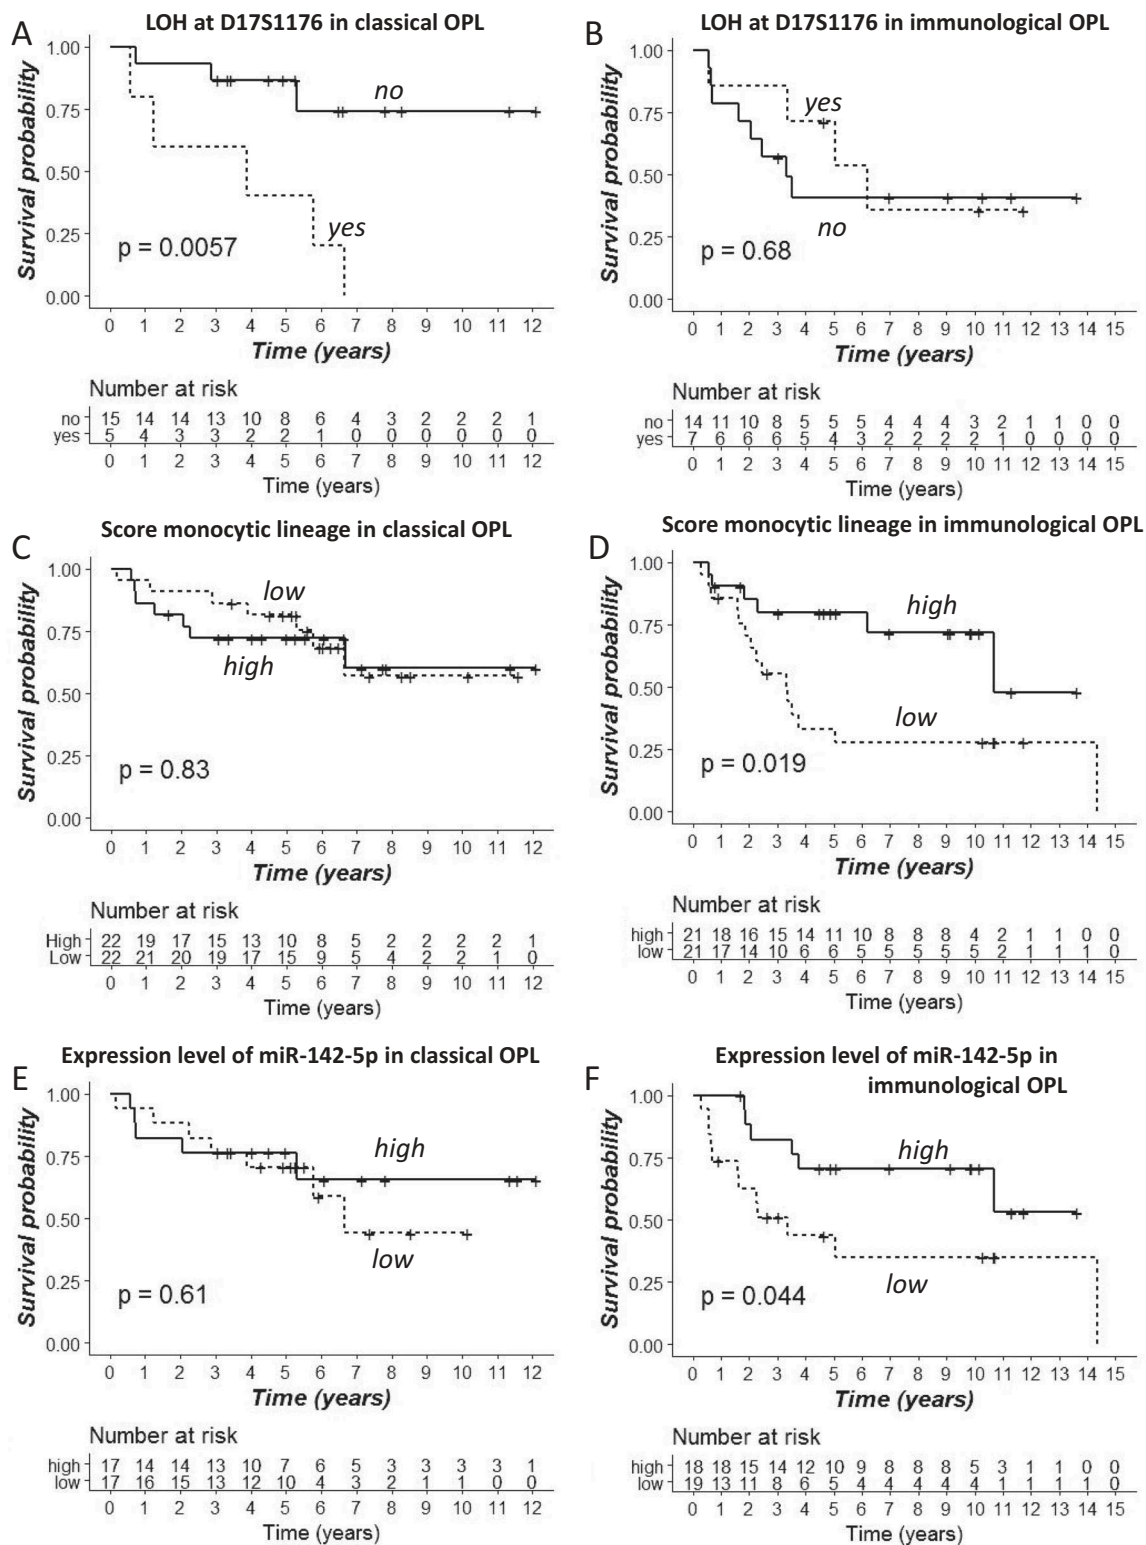 A
LOH at D17S1176 in classical OPL
Survival probability
1.00
0.75
0.50
0.25
0.00
no
yes
p = 0.0057
0 1 2 3 4 5 6 7 8 9 10 11 12
Time (years)
Number at risk
no 15 14 14 13 10 8 6 4 3 2 2 2 1
yes 5 4 3 3 2 2 1 0 0 0 0 0 0
0 1 2 3 4 5 6 7 8 9 10 11 12
Time (years)
B
LOH at D17S1176 in immunological OPL
Survival probability
1.00
0.75
0.50
0.25
0.00
yes
no
p = 0.68
0 1 2 3 4 5 6 7 8 9 10 11 12 13 14 15
Time (years)
Number at risk
no 14 11 10 8 5 5 5 4 4 4 3 2 1 1 0 0
yes 7 6 6 6 5 4 3 2 2 2 2 1 0 0 0 0
0 1 2 3 4 5 6 7 8 9 10 11 12 13 14 15
Time (years)
C
Score monocytic lineage in classical OPL
Survival probability
1.00
0.75
0.50
0.25
0.00
low
high
p = 0.83
0 1 2 3 4 5 6 7 8 9 10 11 12
Time (years)
Number at risk
High 22 19 17 15 13 10 8 5 2 2 2 2 1
Low 22 21 20 19 17 15 9 5 4 2 2 1 0
0 1 2 3 4 5 6 7 8 9 10 11 12
Time (years)
D
Score monocytic lineage in immunological OPL
Survival probability
1.00
0.75
0.50
0.25
0.00
high
low
p = 0.019
0 1 2 3 4 5 6 7 8 9 10 11 12 13 14 15
Time (years)
Number at risk
high 21 18 16 15 14 11 10 8 8 8 4 2 1 1 0 0
low 21 17 14 10 6 6 5 5 5 5 5 2 1 1 1 0
0 1 2 3 4 5 6 7 8 9 10 11 12 13 14 15
Time (years)
E
Expression level of miR-142-5p in classical OPL
Survival probability
1.00
0.75
0.50
0.25
0.00
high
low
p = 0.61
0 1 2 3 4 5 6 7 8 9 10 11 12
Time (years)
Number at risk
high 17 14 14 13 10 7 6 5 3 3 3 3 1
low 17 16 15 13 12 10 4 3 2 1 1 0 0
0 1 2 3 4 5 6 7 8 9 10 11 12
Time (years)
F
Expression level of miR-142-5p in
immunological OPL
Survival probability
1.00
0.75
0.50
0.25
0.00
high
low
p = 0.044
0 1 2 3 4 5 6 7 8 9 10 11 12 13 14 15
Time (years)
Number at risk
high 18 18 15 14 12 10 9 8 8 8 5 3 1 1 0 0
low 19 13 11 8 6 5 4 4 4 4 4 1 1 1 1 0
0 1 2 3 4 5 6 7 8 9 10 11 12 13 14 15
Time (years)